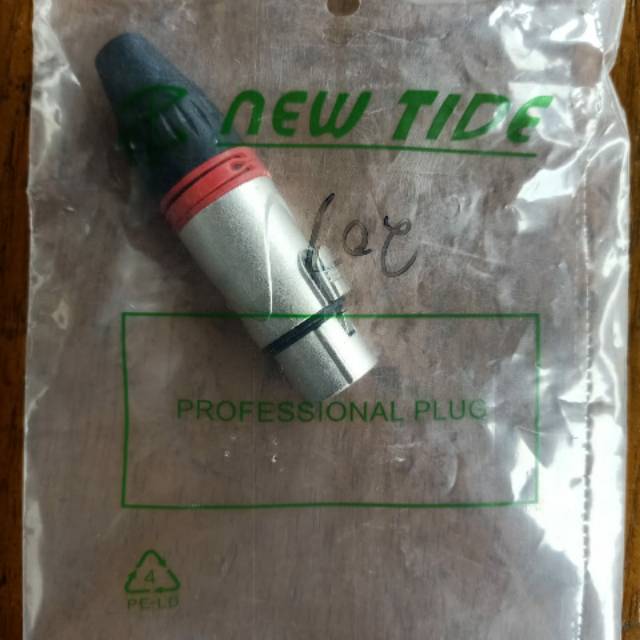 NEW TIDE
PROFESSIONAL PLUG
4
PE-LD